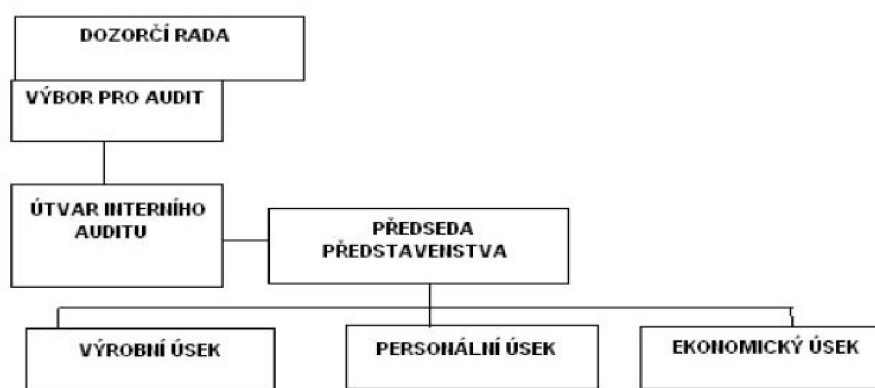 DOZORČÍ RADA
VÝBOR PRO AUDIT
ÚTVAR INTERNÍHO
AUDITU
PŘEDSEDA
PŘEDSTAVENSTVA
VÝROBNÍ ÚSEK
PERSONÁLNÍ ÚSEK
EKONOMICKÝ ÚSEK